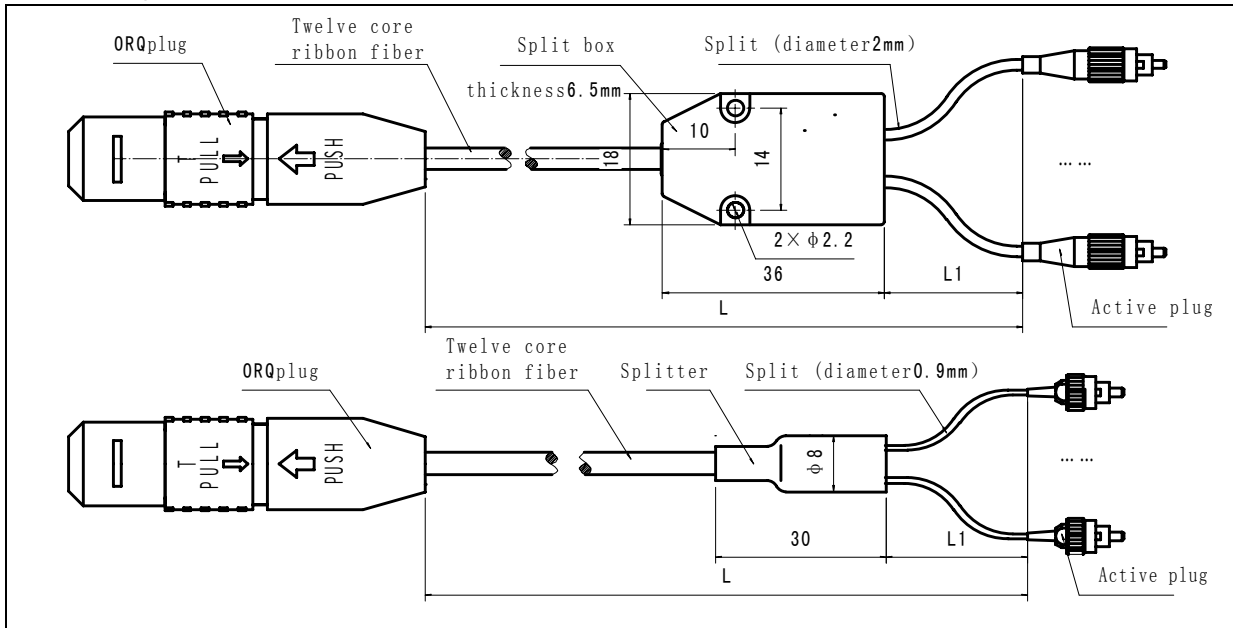 Twelve core
ribbon fiber
ORQplug
Split box
Split (diameter2mm)
thickness6.5mm
10
18
14
T
PULL
PUSH
2×φ2.2
36
L1
L
... ...
Active plug
Twelve core
ribbon fiber
ORQplug
Splitter
Split (diameter0.9mm)
T
PULL
PUSH
φ8
... ...
30
L1
L
Active plug